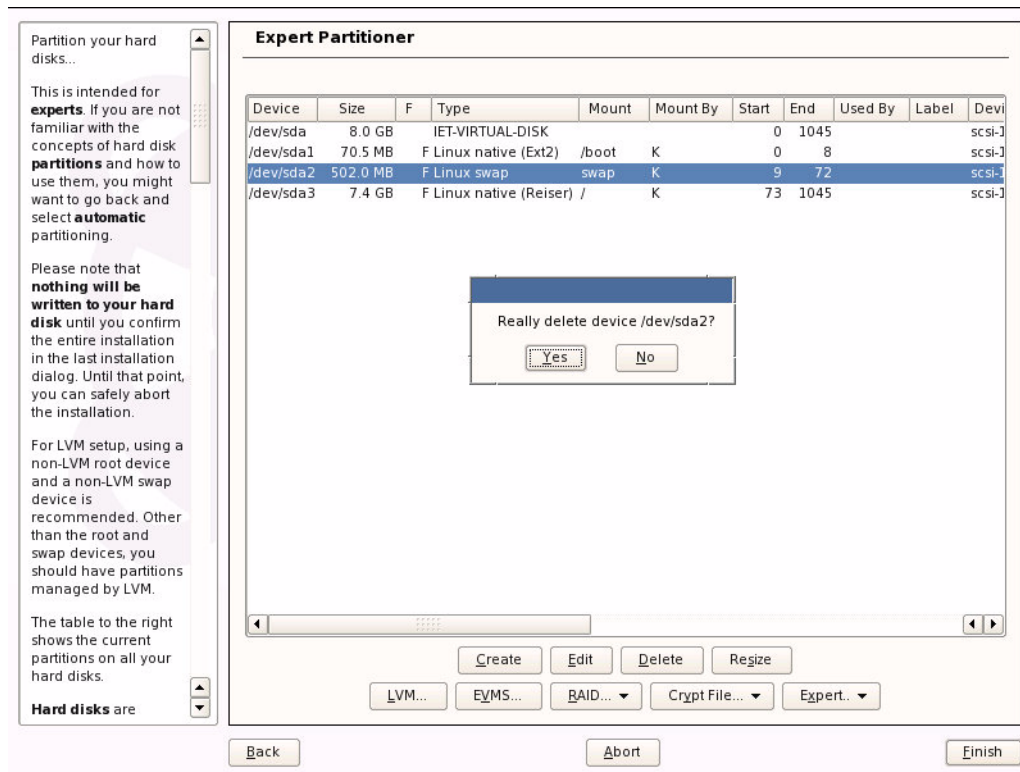 Partition your hard
disks...
This is intended for
experts. If you are not
familiar with the
concepts of hard disk
partitions and how to
use them, you might
want to go back and
select automatic
partitioning.
Please note that
nothing will be
written to your hard
disk until you confirm
the entire installation
in the last installation
dialog. Until that point,
you can safely abort
the installation.
For LVM setup, using a
non-LVM root device
and a non-LVM swap
device is
recommended. Other
than the root and
swap devices, you
should have partitions
managed by LVM.
The table to the right
shows the current
partitions on all your
hard disks.
Hard disks are
Expert Partitioner
Device Size F Type Mount Mount By Start End Used By Label Devi
/dev/sda 8.0 GB IET-VIRTUAL-DISK 0 1045 scsi-1
/dev/sda1 70.5 MB F Linux native (Ext2) /boot K 0 8 scsi-1
/dev/sda2 502.0 MB F Linux swap swap K 9 72 scsi-1
/dev/sda3 7.4 GB F Linux native (Reiser) / K 73 1045 scsi-1
Really delete device /dev/sda2?
Yes No
Create Edit Delete Resize
LVM... EVMS... RAID... Crypt File... Expert..
Back Abort Finish